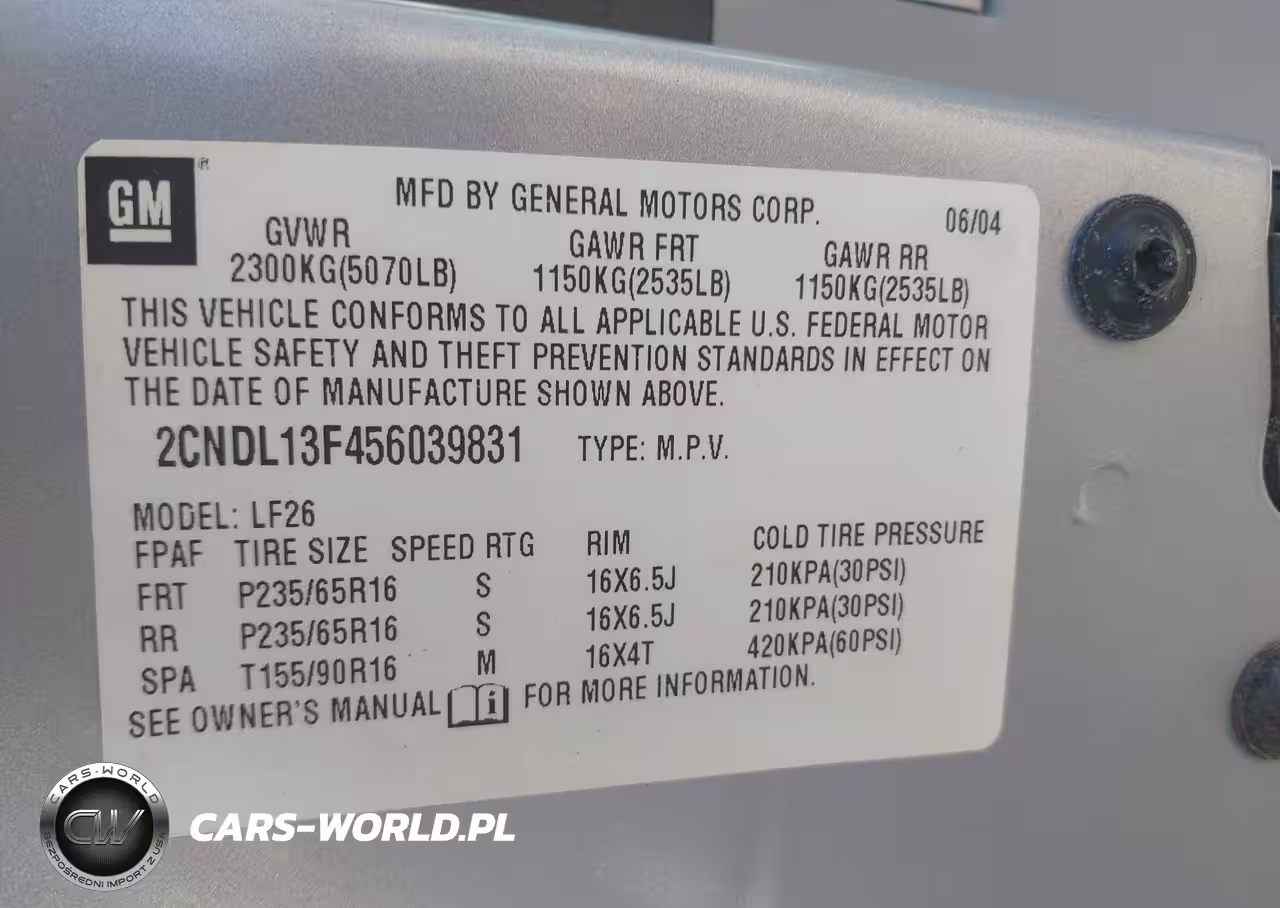 GM ®
MFD BY GENERAL MOTORS CORP. 06/04
GVWR GAWR FRT GAWR RR
2300KG(5070LB) 1150KG(2535LB) 1150KG(2535LB)
THIS VEHICLE CONFORMS TO ALL APPLICABLE U.S. FEDERAL MOTOR
VEHICLE SAFETY AND THEFT PREVENTION STANDARDS IN EFFECT ON
THE DATE OF MANUFACTURE SHOWN ABOVE.
2CNDL13F456039831 TYPE: M.P.V.
MODEL: LF26
FPAF TIRE SIZE SPEED RTG RIM COLD TIRE PRESSURE
FRT P235/65R16 S 16X6.5J 210KPA(30PSI)
RR P235/65R16 S 16X6.5J 210KPA(30PSI)
SPA T155/90R16 M 16X4T 420KPA(60PSI)
SEE OWNER'S MANUAL i FOR MORE INFORMATION.
CARS-WORLD
CW
BEZPOŚREDNI IMPORT Z USA
CARS-WORLD.PL